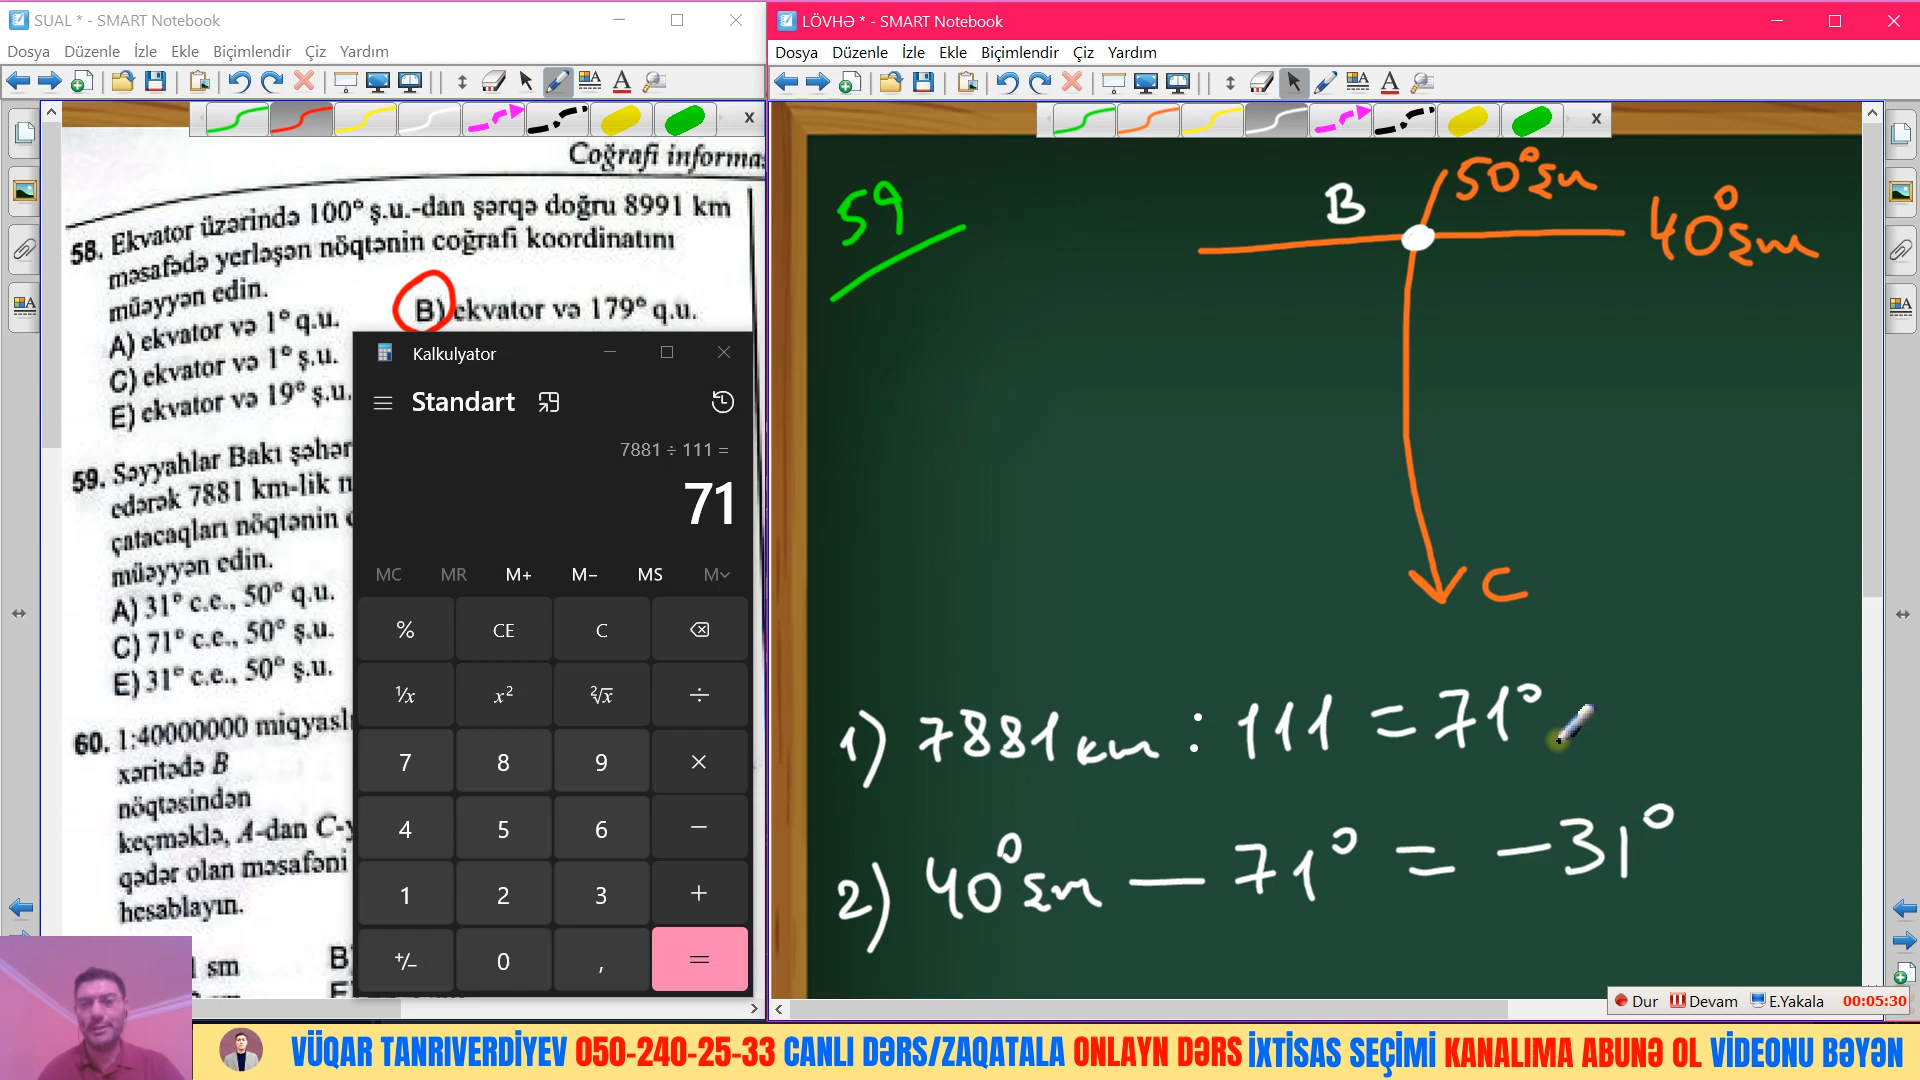 SUAL * - SMART Notebook
Dosya Düzenle İzle Ekle Biçimlendir Çiz Yardım
Coğrafi informa
58. Ekvator üzərində 100° ş.u.-dan şərqə doğru 8991 km
məsafədə yerləşən nöqtənin coğrafi koordinatını
müəyyən edin.
A) ekvator və 1° q.u.
B) ekvator və 179° q.u.
C) ekvator və 1° ş.u.
E) ekvator və 19° ş.u.
59. Səyyahlar Bakı şəhər
edərək 7881 km-lik
çatacaqları nöqtənin
müəyyən edin.
A) 31° c.e., 50° q.u.
C) 71° c.e., 50° ş.u.
E) 31° c.e., 50° ş.u.
60. 1:40000000 miqyaslı
xəritədə B
nöqtəsindən
keçməklə, A-dan C-y
qədər olan məsafəni
hesablayın.
sm
B
E
Kalkulyator
Standart
7881 ÷ 111 =
71
MC MR M+ M− MS M
% CE C
⅟x x² ²√x ÷
7 8 9 ×
4 5 6 −
1 2 3 +
+/− 0 , =
LÖVHƏ * - SMART Notebook
Dosya Düzenle İzle Ekle Biçimlendir Çiz Yardım
x
x
59
B
50° şu
40° şm
C
1) 7881 km : 111 = 71°
2) 40° şm — 71° = -31°
Dur Devam E.Yakala 00:05:30
VÜQAR TANRIVERDİYEV 050-240-25-33 CANLI DƏRS/ZAQATALA ONLAYN DƏRS İXTİSAS SEÇİMİ KANALIMA ABUNƏ OL VİDEONU BƏYƏN